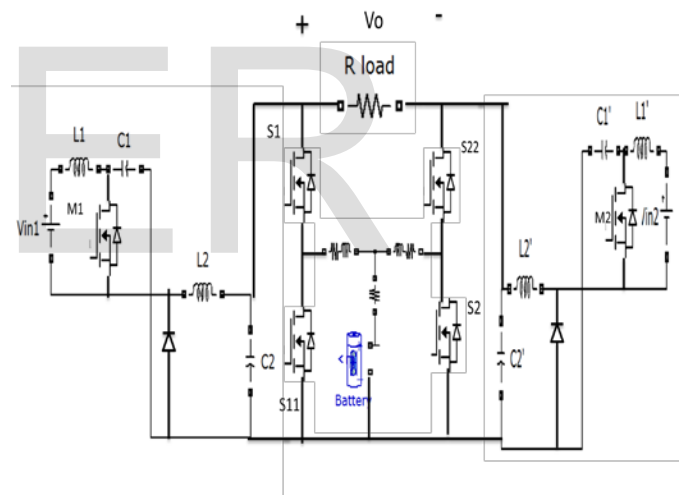 + Vo -
R load
L1 C1
S1
S22
C1' L1'
M1
Vin1
M2
/in2
L2
L2'
S2
C2
C2'
S11
Battery
ER